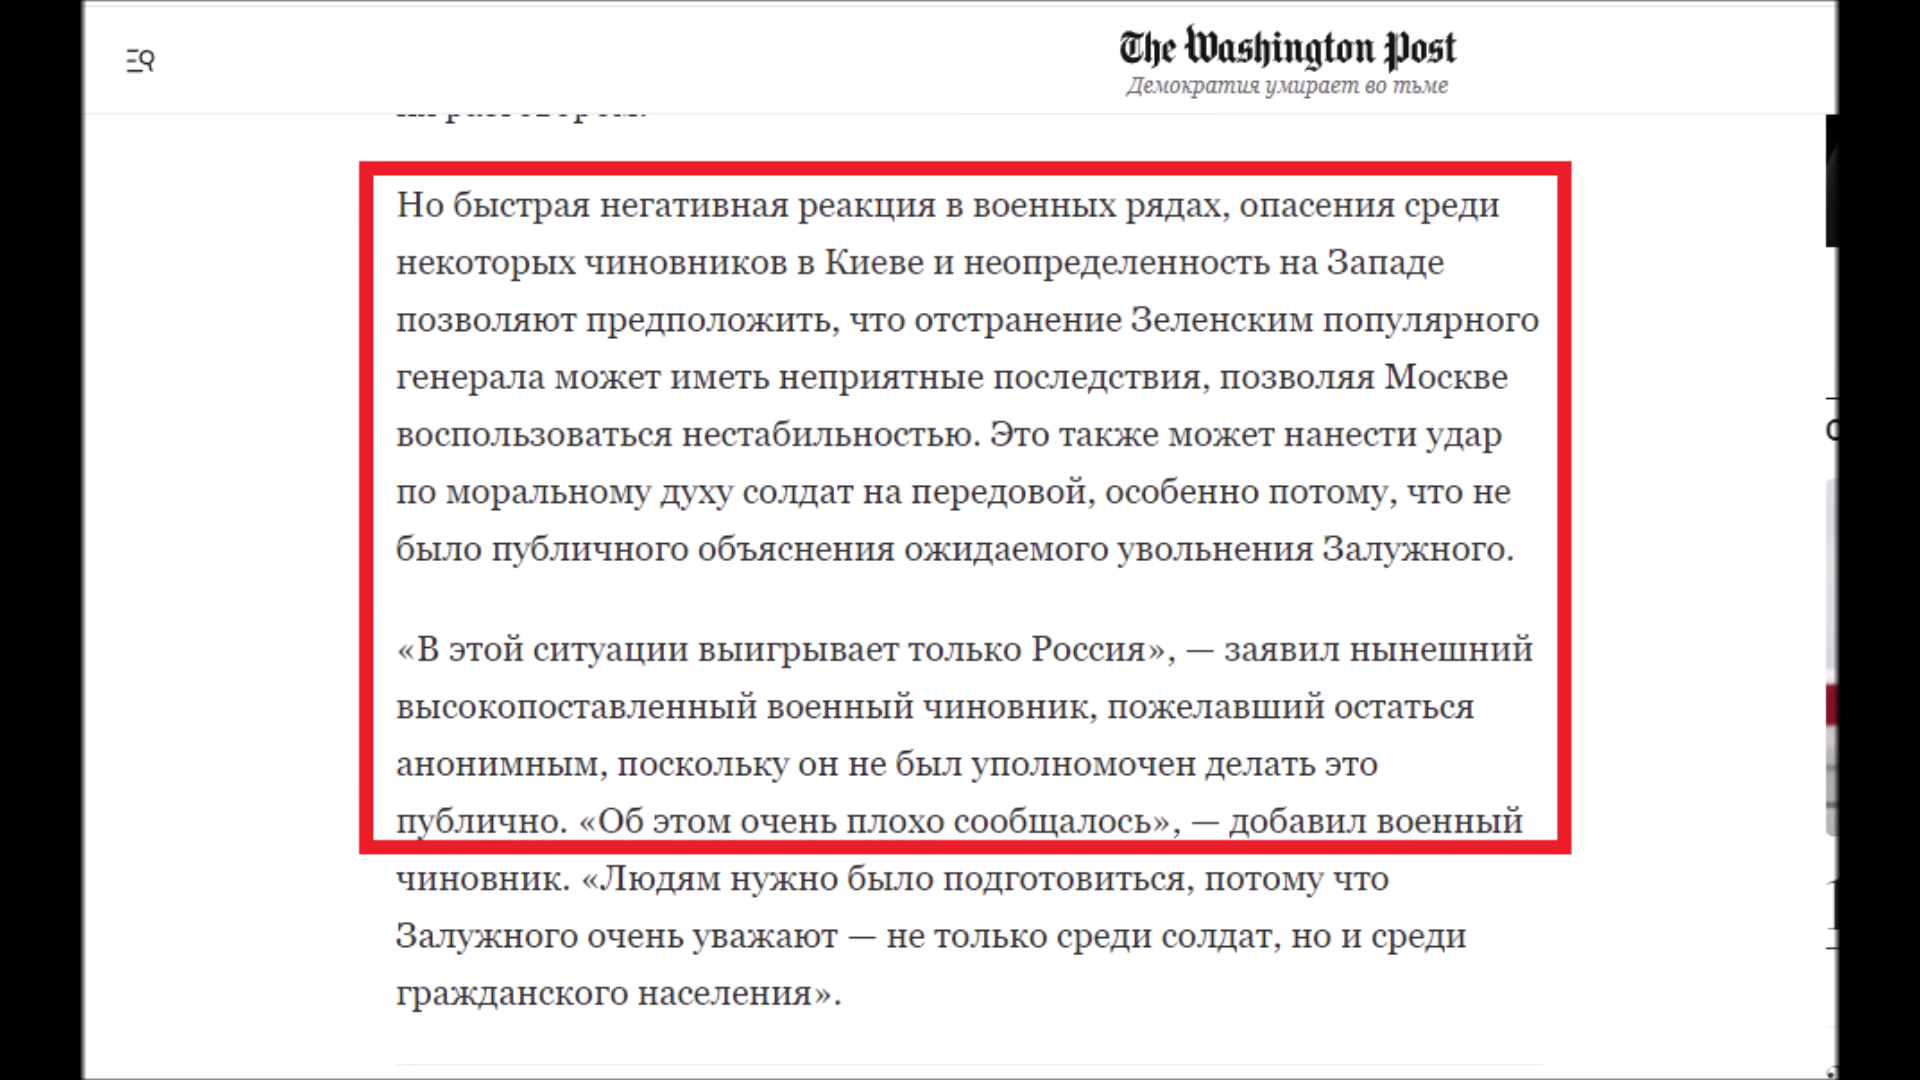 The Washington Post
Демократия умирает во тьме
Но быстрая негативная реакция в военных рядах, опасения среди
некоторых чиновников в Киеве и неопределенность на Западе
позволяют предположить, что отстранение Зеленским популярного
генерала может иметь неприятные последствия, позволяя Москве
воспользоваться нестабильностью. Это также может нанести удар
по моральному духу солдат на передовой, особенно потому, что не
было публичного объяснения ожидаемого увольнения Залужного.
«В этой ситуации выигрывает только Россия», — заявил нынешний
высокопоставленный военный чиновник, пожелавший остаться
анонимным, поскольку он не был уполномочен делать это
публично. «Об этом очень плохо сообщалось», — добавил военный
чиновник. «Людям нужно было подготовиться, потому что
Залужного очень уважают — не только среди солдат, но и среди
гражданского населения».